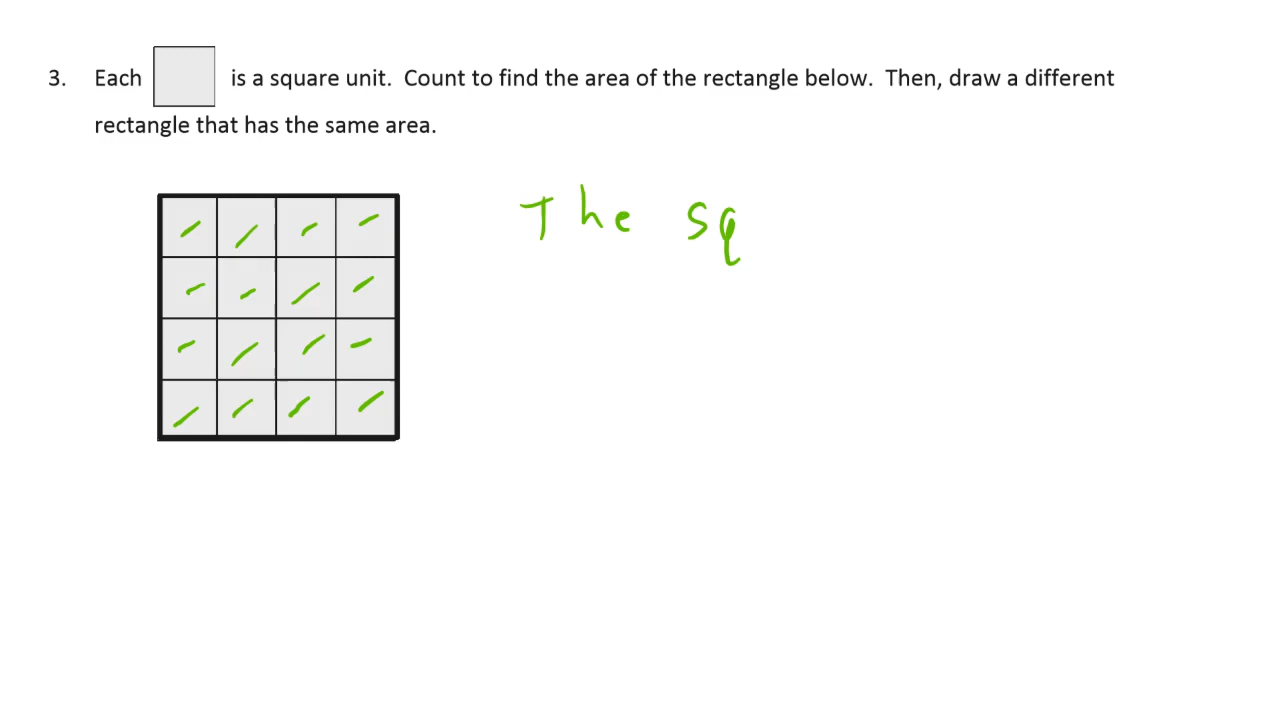 3. Each is a square unit. Count to find the area of the rectangle below. Then, draw a different
rectangle that has the same area.
The sq